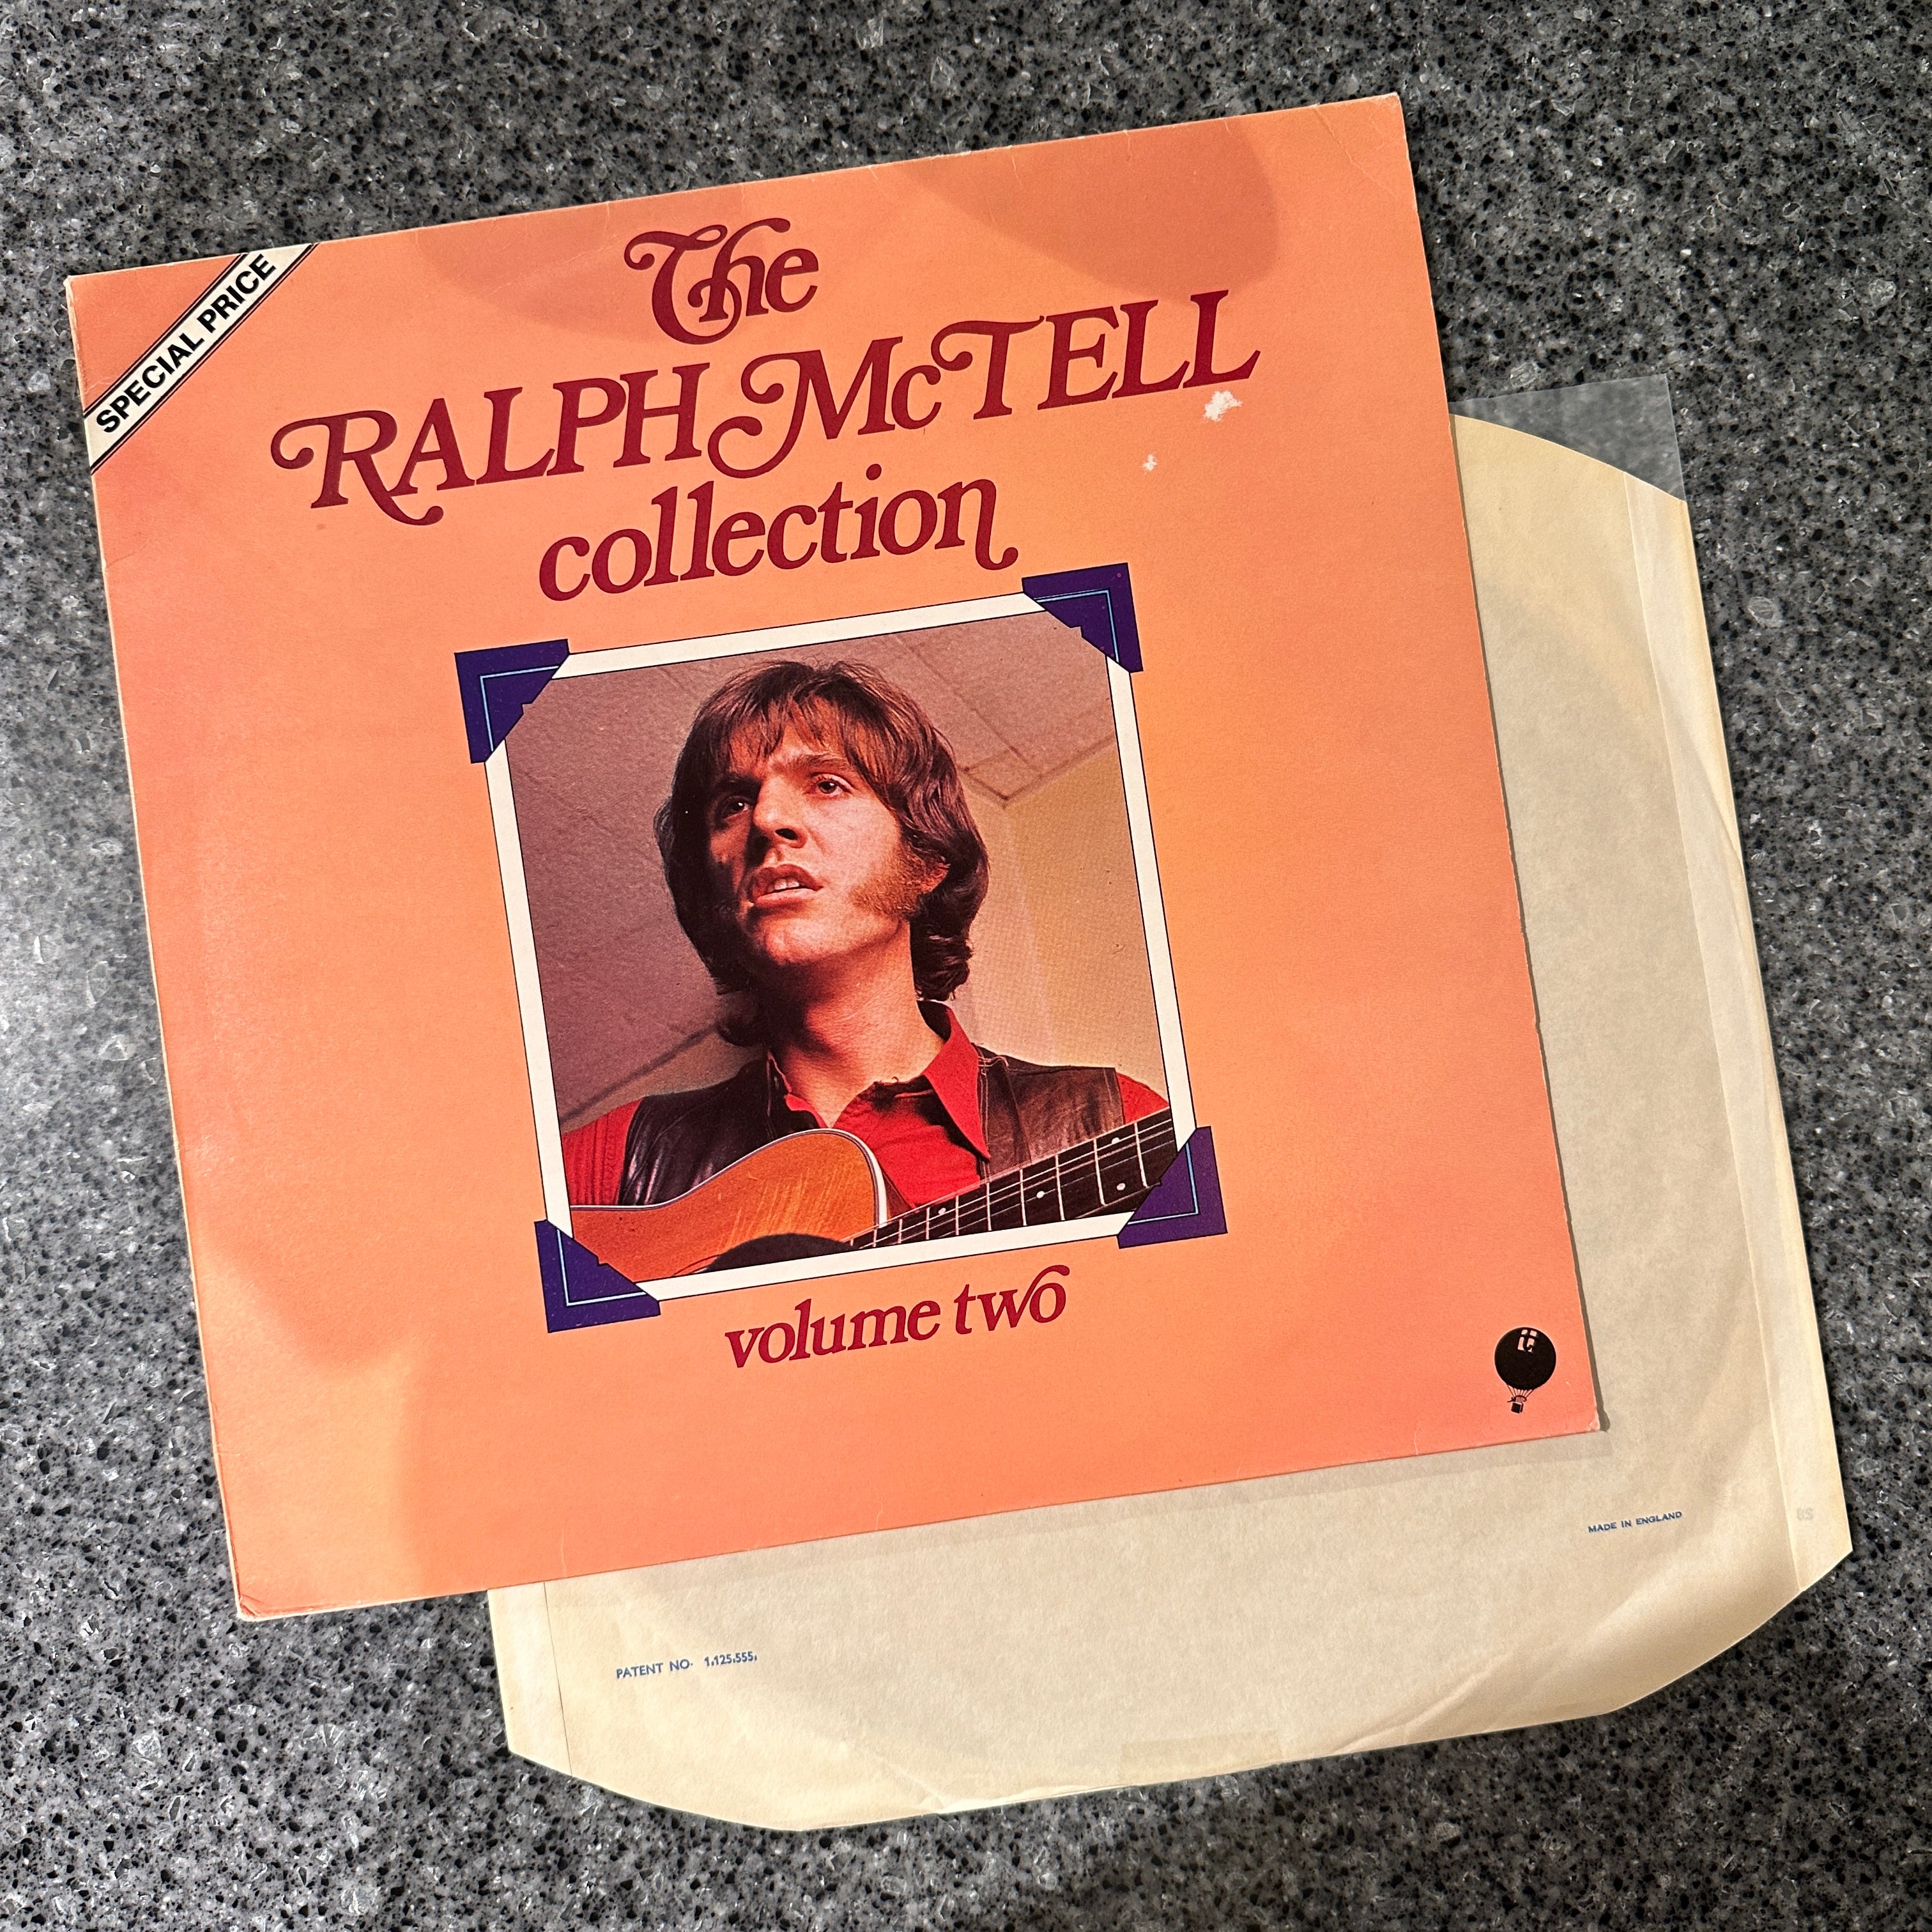 SPECIAL PRICE
The
RALPH McTELL
collection
volume two
MADE IN ENGLAND
PATENT NO. 1,125,555,